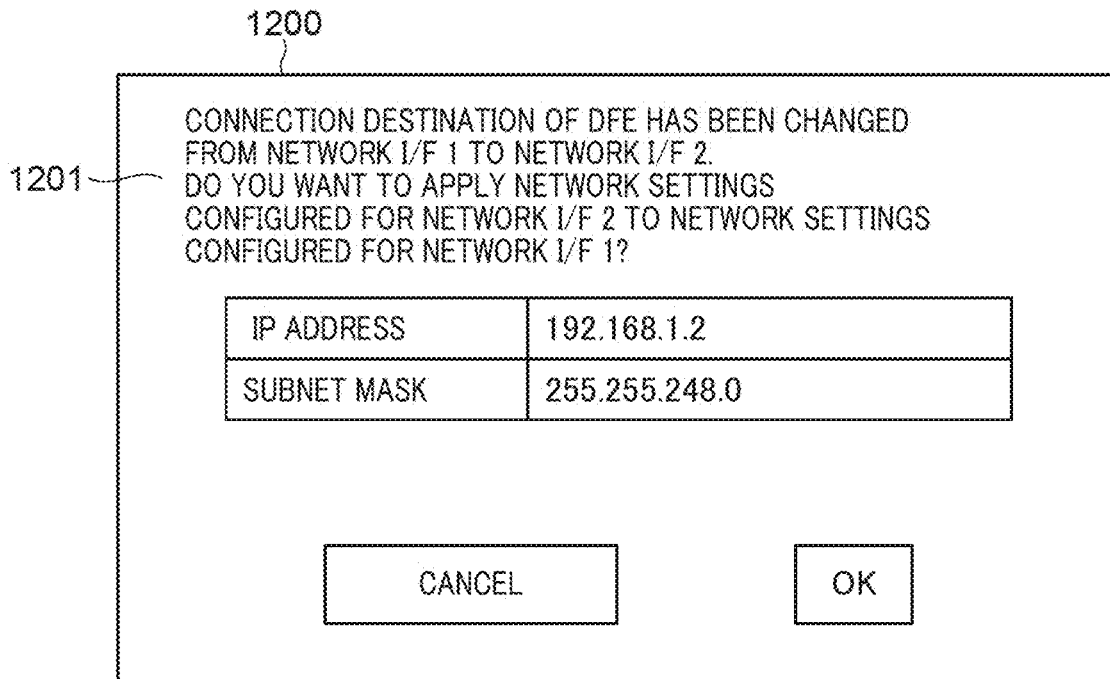 1200
CONNECTION DESTINATION OF DFE HAS BEEN CHANGED
FROM NETWORK I/F 1 TO NETWORK I/F 2.
1201
DO YOU WANT TO APPLY NETWORK SETTINGS
CONFIGURED FOR NETWORK I/F 2 TO NETWORK SETTINGS
CONFIGURED FOR NETWORK I/F 1?
IP ADDRESS 192.168.1.2
SUBNET MASK 255.255.248.0
CANCEL OK